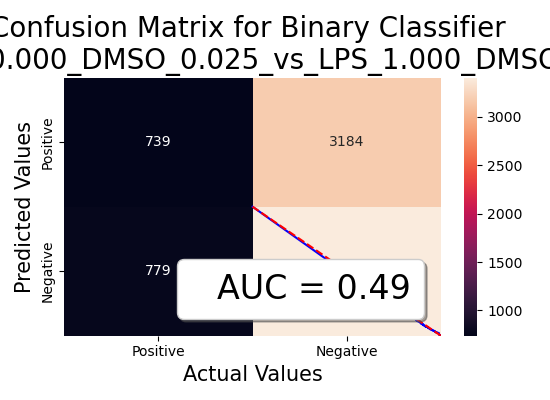 Confusion Matrix for Binary Classifier
0.000_DMSO_0.025_vs_LPS_1.000_DMSO
Predicted Values
Positive
Negative
739
3184
779
AUC = 0.49
Positive
Negative
Actual Values
3000
2500
2000
1500
1000